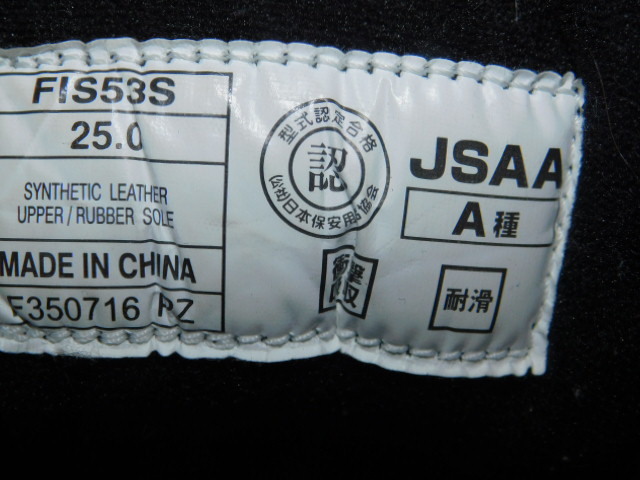 FIS53S
25.0
SYNTHETIC LEATHER
UPPER/RUBBER SOLE
MADE IN CHINA
F350716 PZ
型式認定合格
認
(公社)日本保安用品協会
衝撃
吸収
JSAA
A種
耐滑